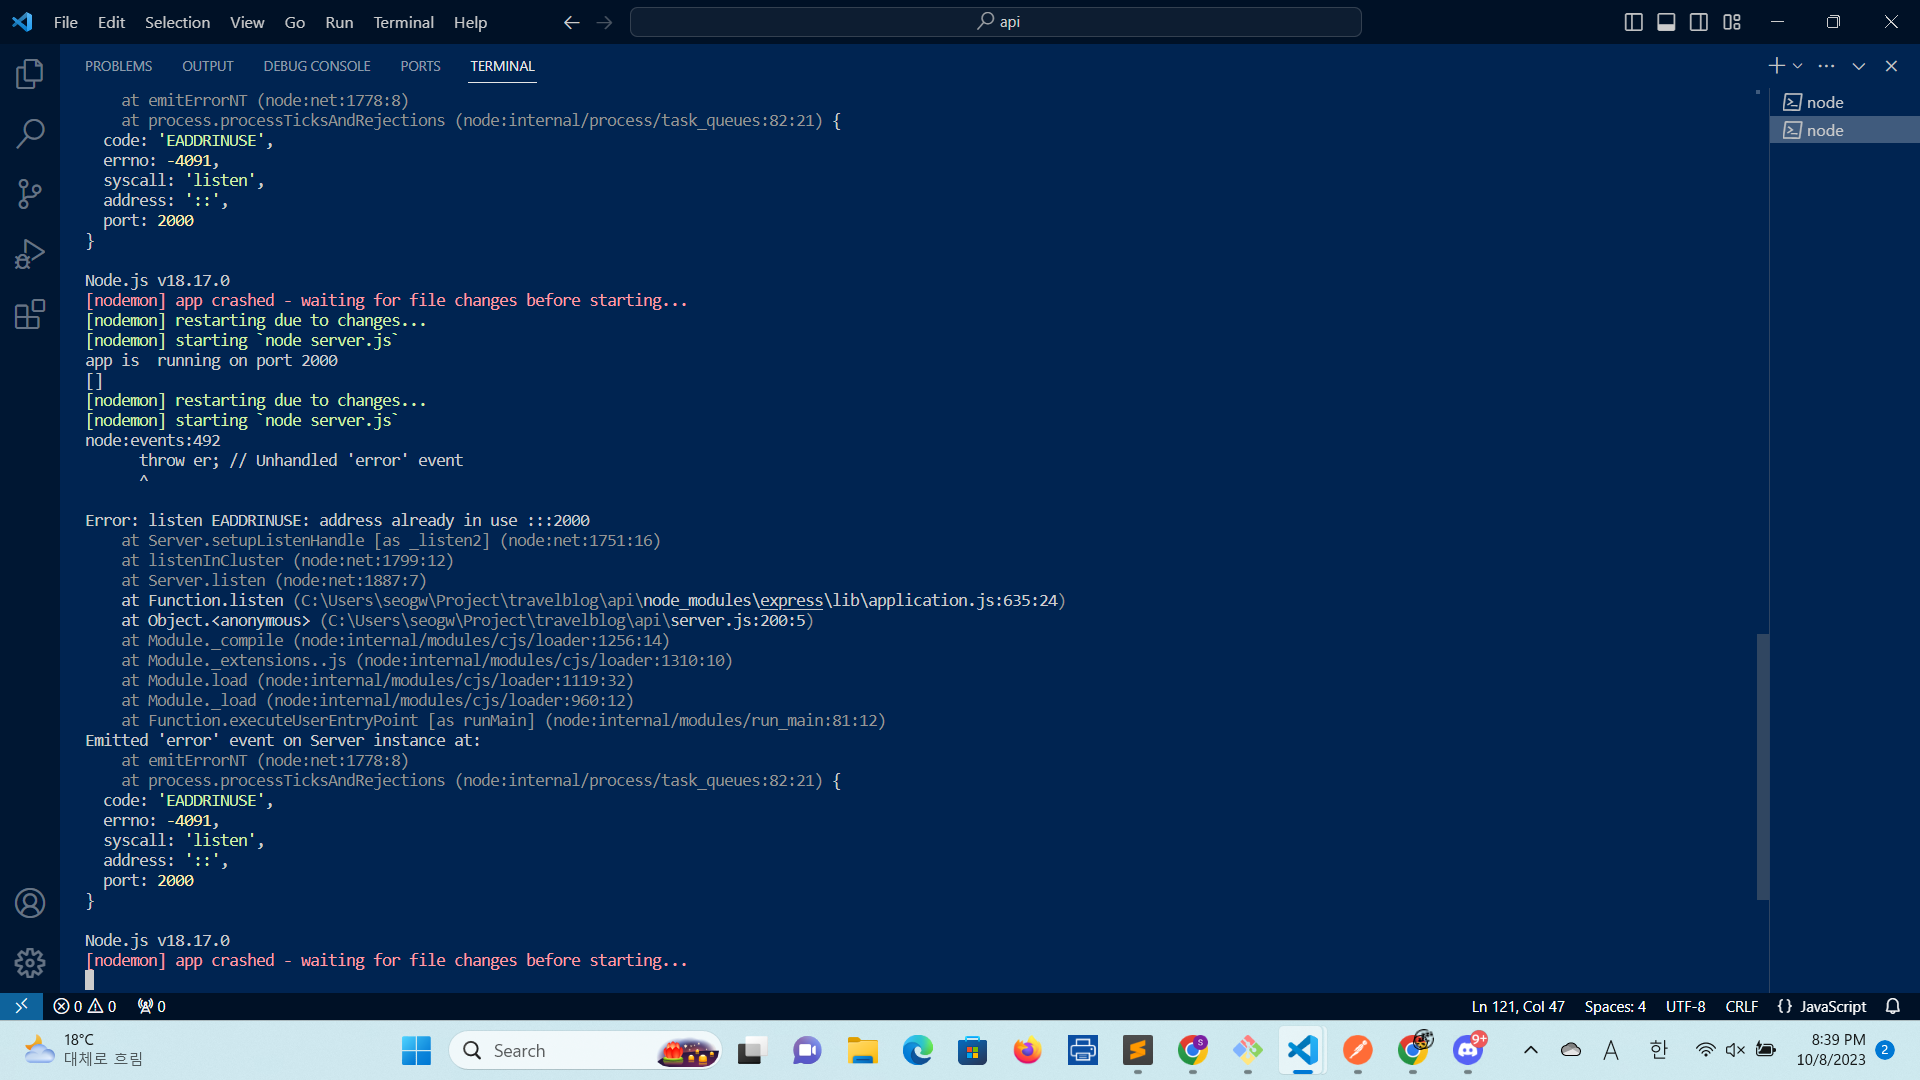 File Edit Selection View Go Run Terminal Help
api
PROBLEMS OUTPUT DEBUG CONSOLE PORTS TERMINAL
node
node
at emitErrorNT (node:net:1778:8)
at process.processTicksAndRejections (node:internal/process/task_queues:82:21) {
code: 'EADDRINUSE',
errno: -4091,
syscall: 'listen',
address: '::',
port: 2000
}
Node.js v18.17.0
[nodemon] app crashed - waiting for file changes before starting...
[nodemon] restarting due to changes...
[nodemon] starting `node server.js`
app is  running on port 2000
[]
[nodemon] restarting due to changes...
[nodemon] starting `node server.js`
node:events:492
throw er; // Unhandled 'error' event
^
Error: listen EADDRINUSE: address already in use :::2000
at Server.setupListenHandle [as _listen2] (node:net:1751:16)
at listenInCluster (node:net:1799:12)
at Server.listen (node:net:1887:7)
at Function.listen (C:\Users\seogw\Project\travelblog\api\node_modules\express\lib\application.js:635:24)
at Object.<anonymous> (C:\Users\seogw\Project\travelblog\api\server.js:200:5)
at Module._compile (node:internal/modules/cjs/loader:1256:14)
at Module._extensions..js (node:internal/modules/cjs/loader:1310:10)
at Module.load (node:internal/modules/cjs/loader:1119:32)
at Module._load (node:internal/modules/cjs/loader:960:12)
at Function.executeUserEntryPoint [as runMain] (node:internal/modules/run_main:81:12)
Emitted 'error' event on Server instance at:
at emitErrorNT (node:net:1778:8)
at process.processTicksAndRejections (node:internal/process/task_queues:82:21) {
code: 'EADDRINUSE',
errno: -4091,
syscall: 'listen',
address: '::',
port: 2000
}
Node.js v18.17.0
[nodemon] app crashed - waiting for file changes before starting...
0 0 0 Ln 121, Col 47 Spaces: 4 UTF-8 CRLF {} JavaScript
18°C
대체로 흐림
Search
S
9+
A
한
8:39 PM
10/8/2023
2